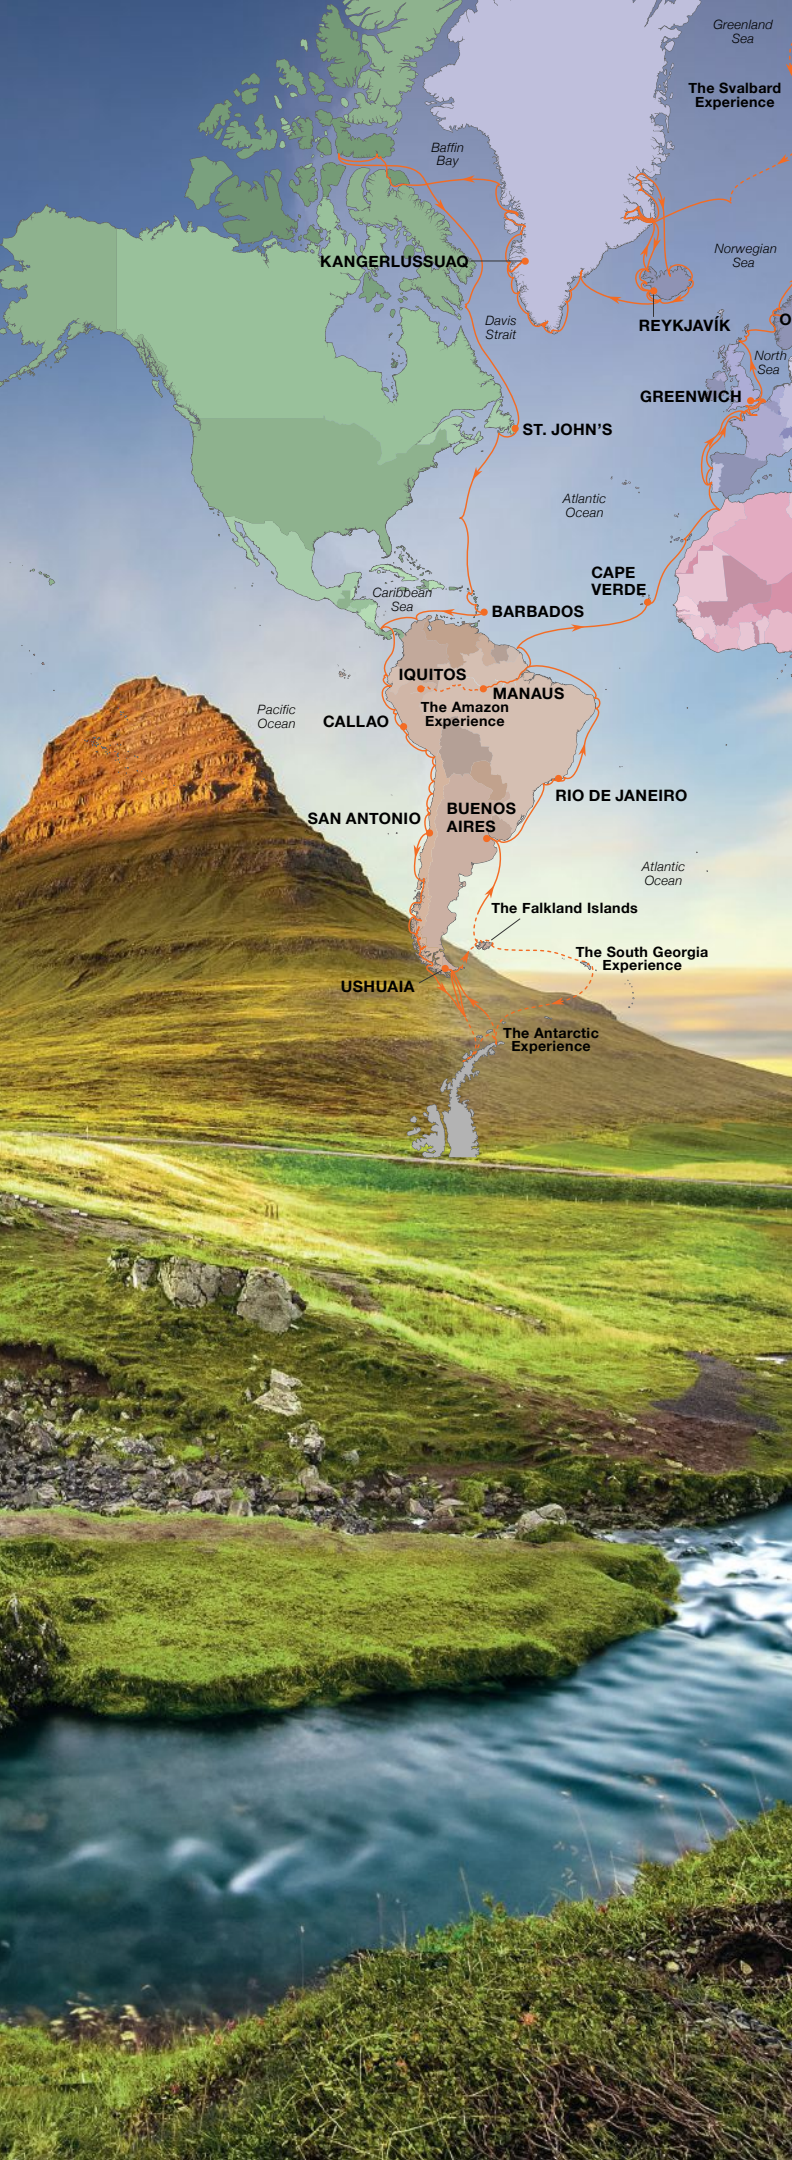 Greenland
Sea
The Svalbard
Experience
Baffin
Bay
Norwegian
Sea
KANGERLUSSUAQ
Davis
Strait
REYKJAVÍK
O
North
Sea
GREENWICH
ST. JOHN'S
Atlantic
Ocean
CAPE
VERDE
Caribbean
Sea
BARBADOS
IQUITOS
MANAUS
The Amazon
Experience
Pacific
Ocean
CALLAO
RIO DE JANEIRO
SAN ANTONIO
BUENOS
AIRES
Atlantic
Ocean
The Falkland Islands
The South Georgia
Experience
USHUAIA
The Antarctic
Experience